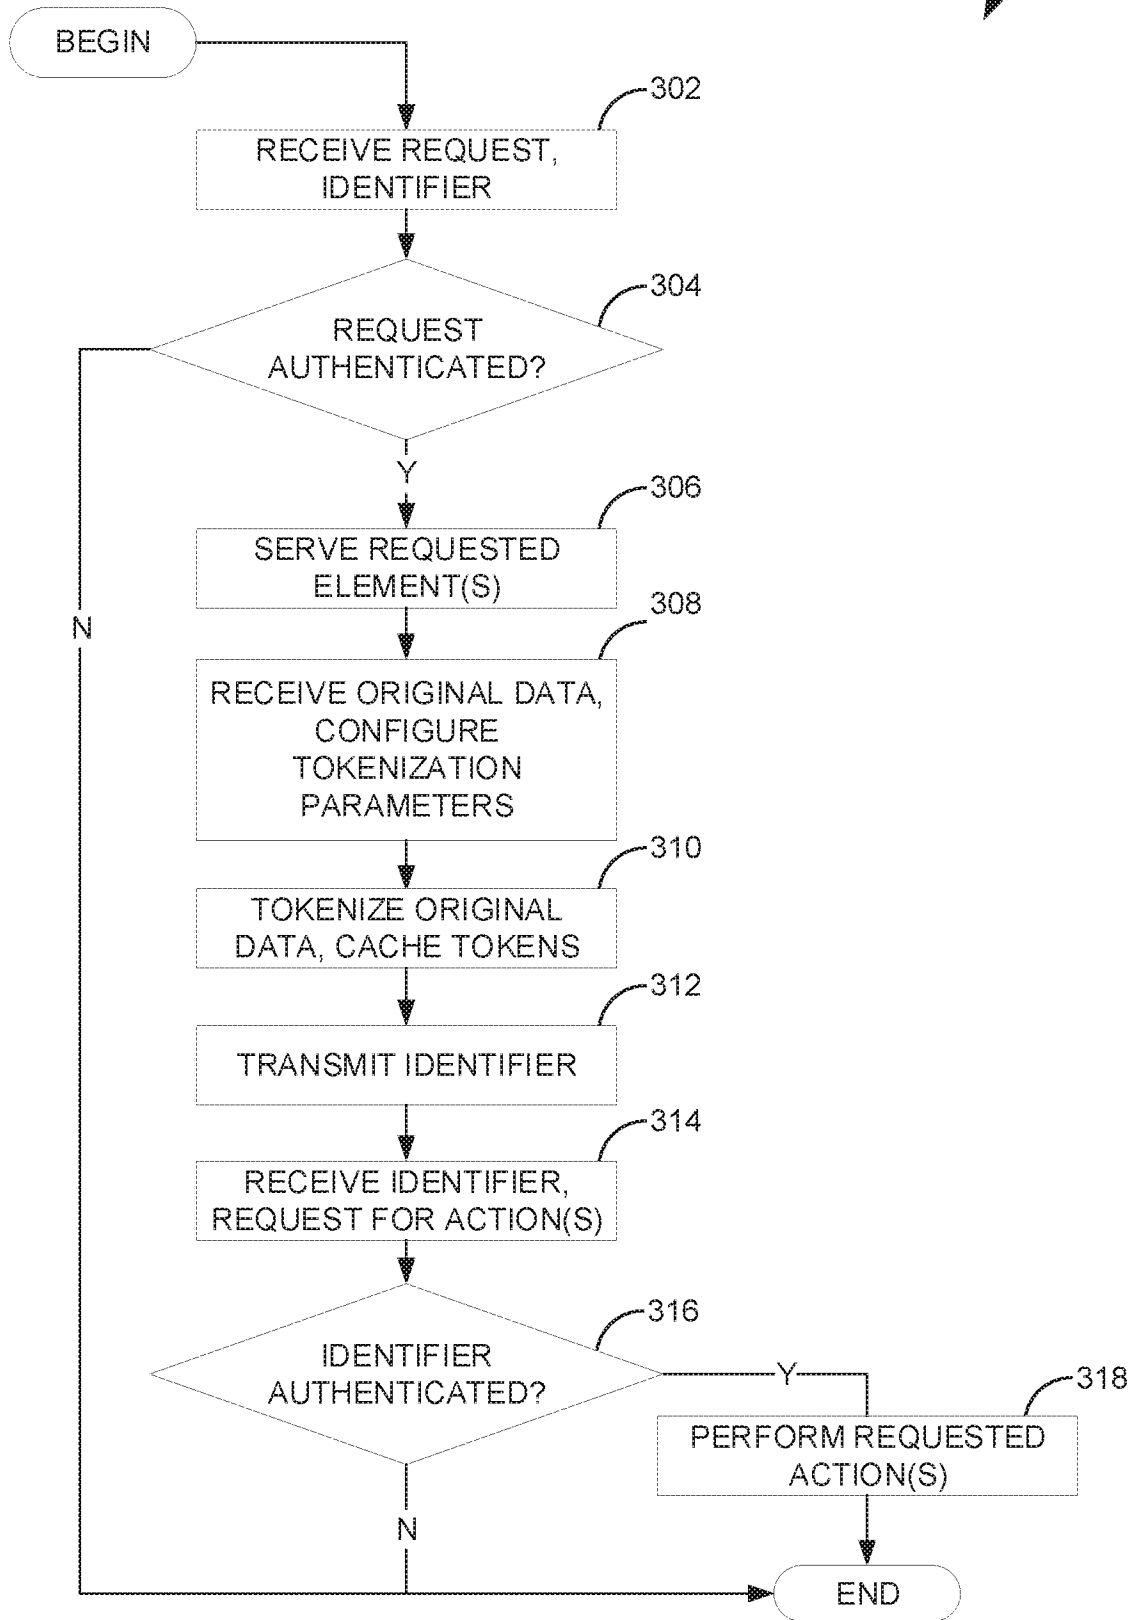 BEGIN
302
RECEIVE REQUEST,
IDENTIFIER
304
REQUEST
AUTHENTICATED?
Y
306
SERVE REQUESTED
ELEMENT(S)
N
308
RECEIVE ORIGINAL DATA,
CONFIGURE
TOKENIZATION
PARAMETERS
310
TOKENIZE ORIGINAL
DATA, CACHE TOKENS
312
TRANSMIT IDENTIFIER
314
RECEIVE IDENTIFIER,
REQUEST FOR ACTION(S)
316
IDENTIFIER
AUTHENTICATED?
Y
318
PERFORM REQUESTED
ACTION(S)
N
END